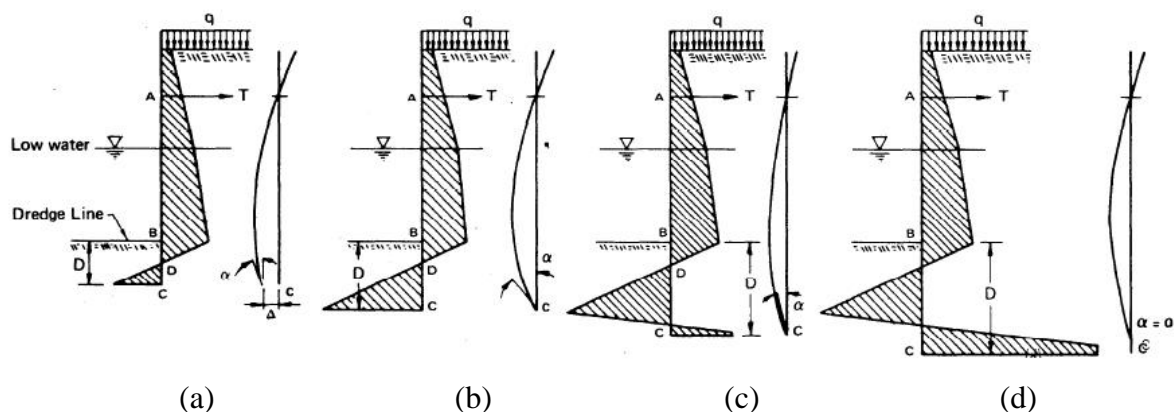 q
A
T
Low water
Dredge Line
B
D
D
C
α
Δ
c
q
A
T
B
D
D
α
C
c
q
A
T
B
D
D
α
C
c
q
A
T
B
D
C
α = 0
(a)
(b)
(c)
(d)